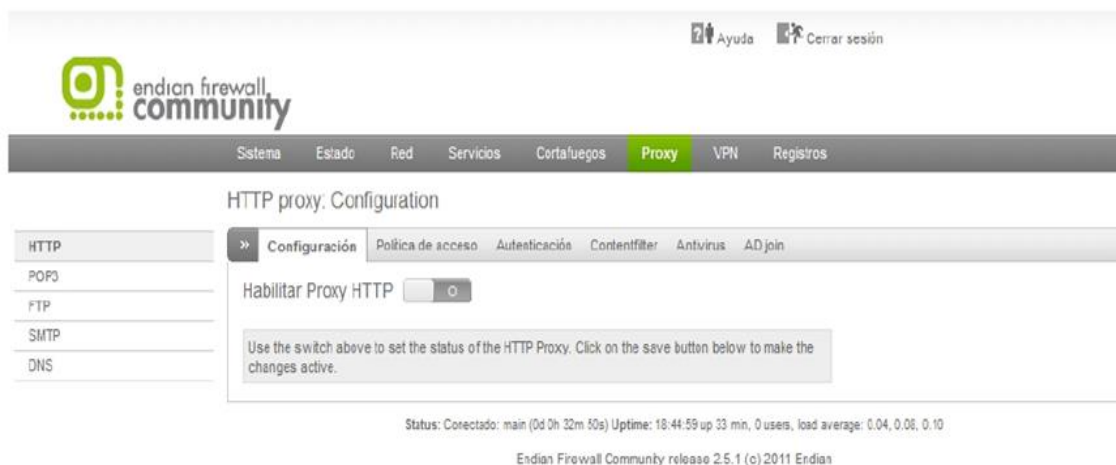 Ayuda Cerrar sesión
endian firewall
community
Sistema Estado Red Servicios Cortafuegos Proxy VPN Registros
HTTP proxy: Configuration
HTTP
POP3
FTP
SMTP
DNS
» Configuración Política de acceso Autenticación Contentfilter Antivirus AD join
Habilitar Proxy HTTP
Use the switch above to set the status of the HTTP Proxy. Click on the save button below to make the
changes active.
Status: Conectado: main (0d 0h 32m 50s) Uptime: 18:44:59 up 33 min, 0 users, load average: 0.04, 0.08, 0.10
Endian Firewall Community release 2.5.1 (c) 2011 Endian